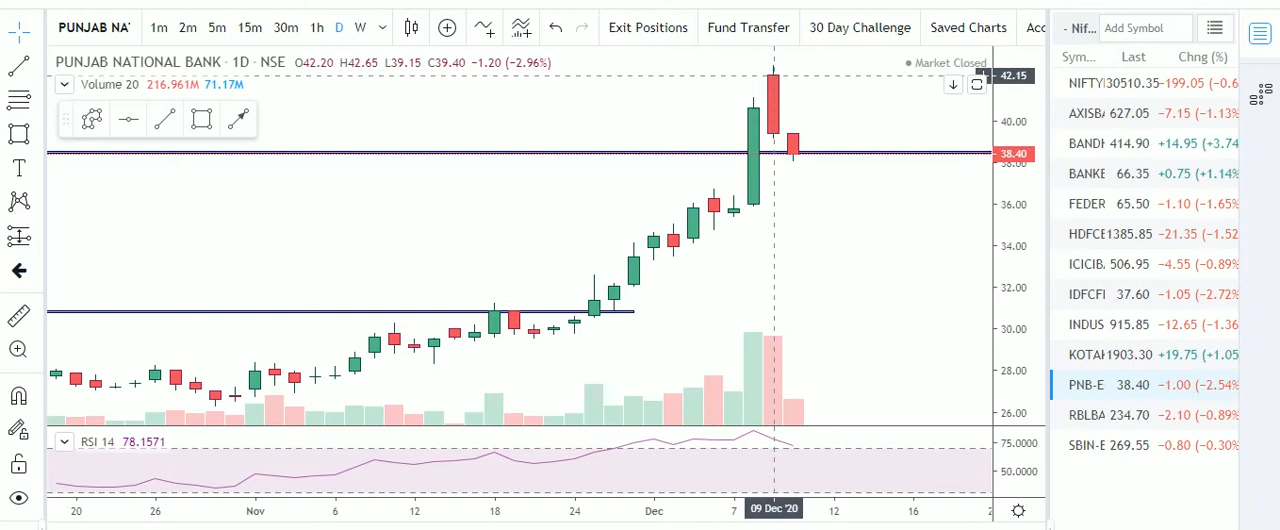 PUNJAB NA' 1m 2m 5m 15m 30m 1h D W Exit Positions Fund Transfer 30 Day Challenge Saved Charts Acc
- Nif... Add Symbol
PUNJAB NATIONAL BANK · 1D · NSE O42.20 H42.65 L39.15 C39.40 −1.20 (−2.96%)
Market Closed
Volume 20 216.961M 71.17M
42.15
40.00
38.40
38.00
36.00
34.00
32.00
30.00
28.00
26.00
RSI 14 78.1571
75.0000
50.0000
20 26 Nov 6 12 18 24 Dec 7 09 Dec '20 12 16 2
Sym... Last Chng (%)
NIFTY 30510.35 −199.05 (−0.6
AXISBA 627.05 −7.15 (−1.13%
BANDH 414.90 +14.95 (+3.74
BANKE 66.35 +0.75 (+1.14%
FEDER 65.50 −1.10 (−1.65%
HDFCE 1385.85 −21.35 (−1.52
ICICIB. 506.95 −4.55 (−0.89%
IDFCFI 37.60 −1.05 (−2.72%
INDUS 915.85 −12.65 (−1.36
KOTAK 1903.30 +19.75 (+1.05
PNB-E 38.40 −1.00 (−2.54%
RBLBA 234.70 −2.10 (−0.89%
SBIN-E 269.55 −0.80 (−0.30%